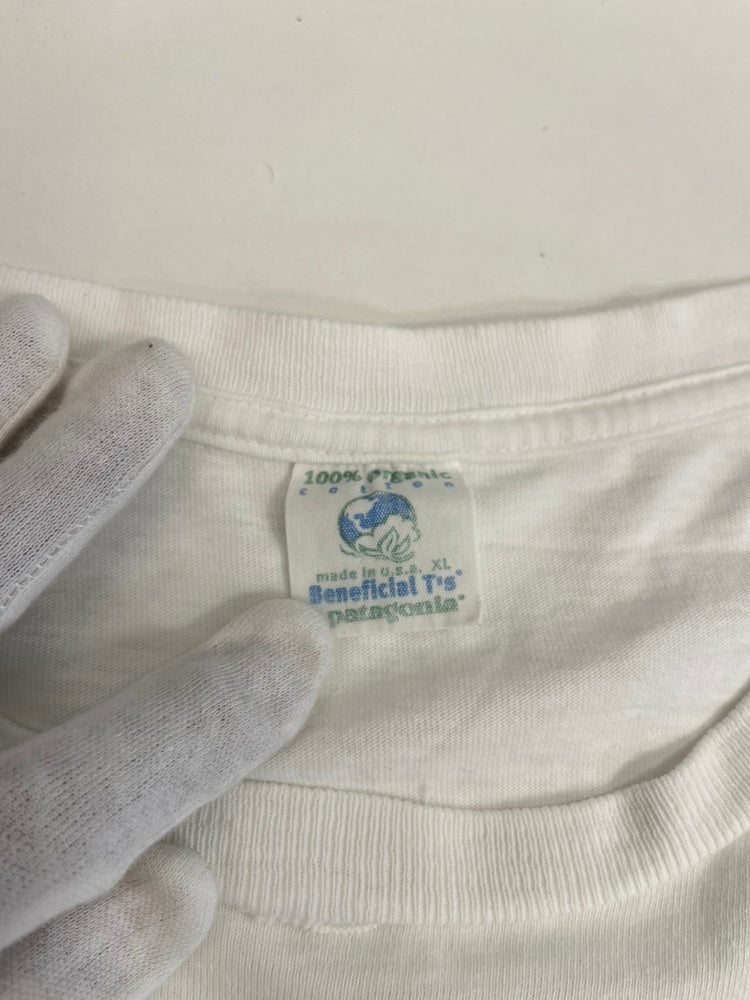 100% Organic
cotton
made in u.s.a. XL
Beneficial T's®
patagonia®